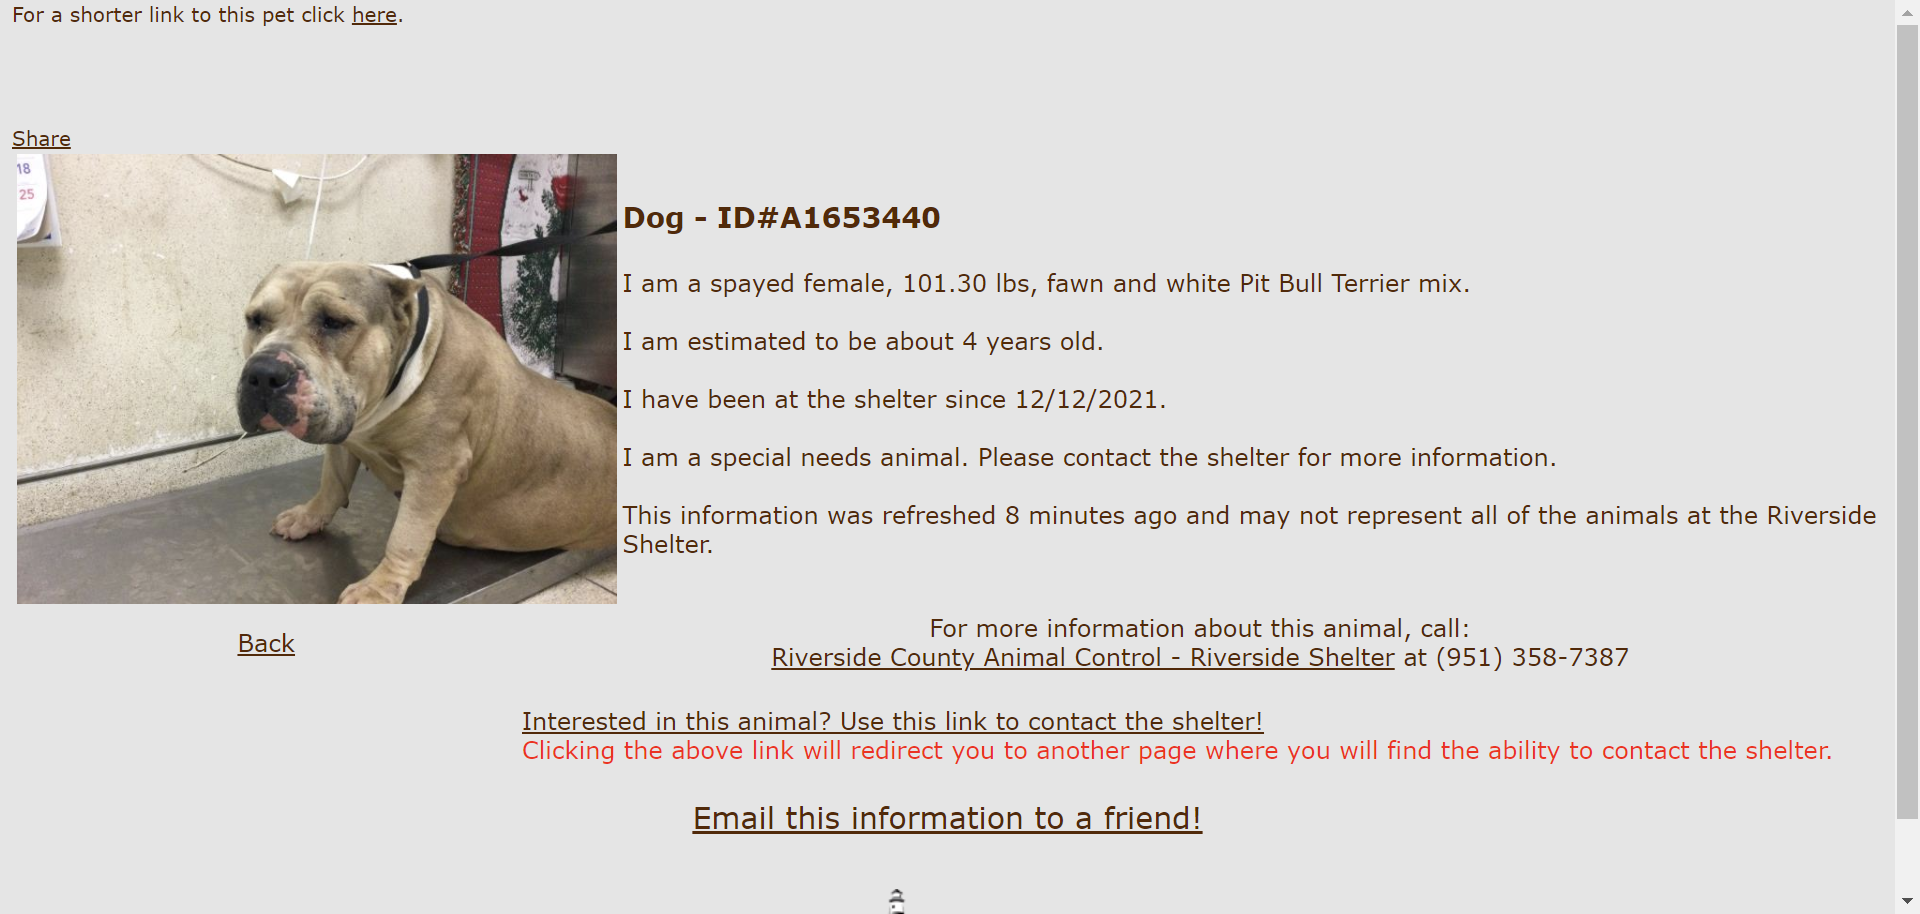 For a shorter link to this pet click here.
Share
18
25
Dog - ID#A1653440
I am a spayed female, 101.30 lbs, fawn and white Pit Bull Terrier mix.
I am estimated to be about 4 years old.
I have been at the shelter since 12/12/2021.
I am a special needs animal. Please contact the shelter for more information.
This information was refreshed 8 minutes ago and may not represent all of the animals at the Riverside
Shelter.
Back
For more information about this animal, call:
Riverside County Animal Control - Riverside Shelter at (951) 358-7387
Interested in this animal? Use this link to contact the shelter!
Clicking the above link will redirect you to another page where you will find the ability to contact the shelter.
Email this information to a friend!